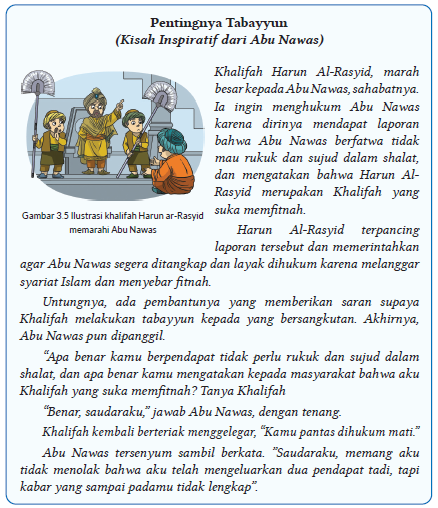 Pentingnya Tabayyun
(Kisah Inspiratif dari Abu Nawas)
Khalifah Harun Al-Rasyid, marah
besar kepada Abu Nawas, sahabatnya.
Ia ingin menghukum Abu Nawas
karena dirinya mendapat laporan
bahwa Abu Nawas berfatwa tidak
mau rukuk dan sujud dalam shalat,
dan mengatakan bahwa Harun Al-
Rasyid merupakan Khalifah yang
suka memfitnah.
Gambar 3.5 Ilustrasi khalifah Harun ar-Rasyid
memarahi Abu Nawas
Harun Al-Rasyid terpancing
laporan tersebut dan memerintahkan
agar Abu Nawas segera ditangkap dan layak dihukum karena melanggar
syariat Islam dan menyebar fitnah.
Untungnya, ada pembantunya yang memberikan saran supaya
Khalifah melakukan tabayyun kepada yang bersangkutan. Akhirnya,
Abu Nawas pun dipanggil.
“Apa benar kamu berpendapat tidak perlu rukuk dan sujud dalam
shalat, dan apa benar kamu mengatakan kepada masyarakat bahwa aku
Khalifah yang suka memfitnah? Tanya Khalifah
“Benar, saudaraku,” jawab Abu Nawas, dengan tenang.
Khalifah kembali berteriak menggelegar, “Kamu pantas dihukum mati.”
Abu Nawas tersenyum sambil berkata. ”Saudaraku, memang aku
tidak menolak bahwa aku telah mengeluarkan dua pendapat tadi, tapi
kabar yang sampai padamu tidak lengkap”.